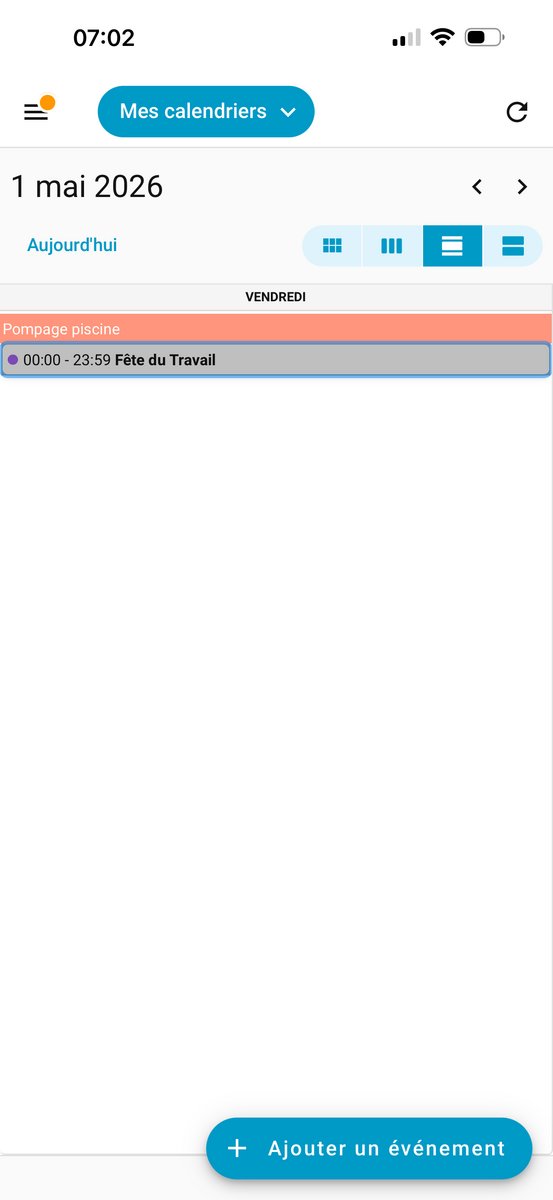 07:02
Mes calendriers
1 mai 2026
Aujourd'hui
VENDREDI
Pompage piscine
00:00 - 23:59 Fête du Travail
+ Ajouter un événement